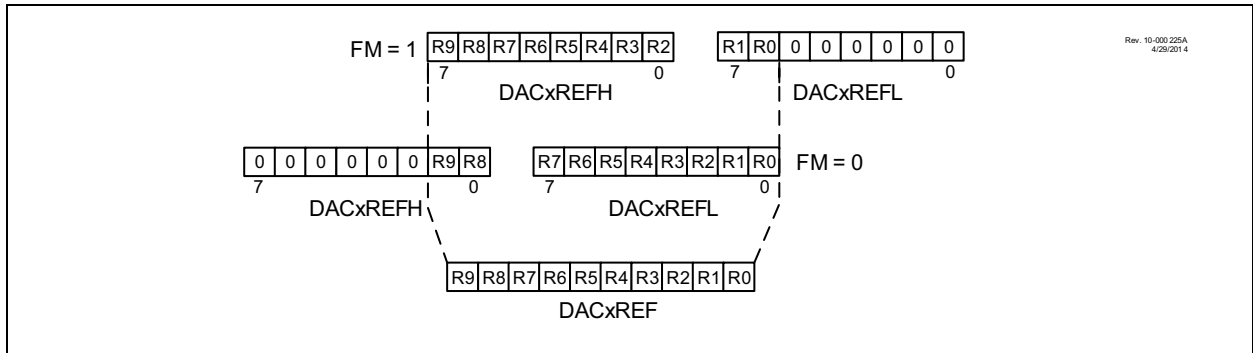 FM = 1 R9 R8 R7 R6 R5 R4 R3 R2 R1 R0 0 0 0 0 0 0
7 0 7 0
DACxREFH DACxREFL
Rev. 10-000 225A
4/29/201 4
0 0 0 0 0 0 R9 R8 R7 R6 R5 R4 R3 R2 R1 R0 FM = 0
7 0 7 0
DACxREFH DACxREFL
R9 R8 R7 R6 R5 R4 R3 R2 R1 R0
DACxREF